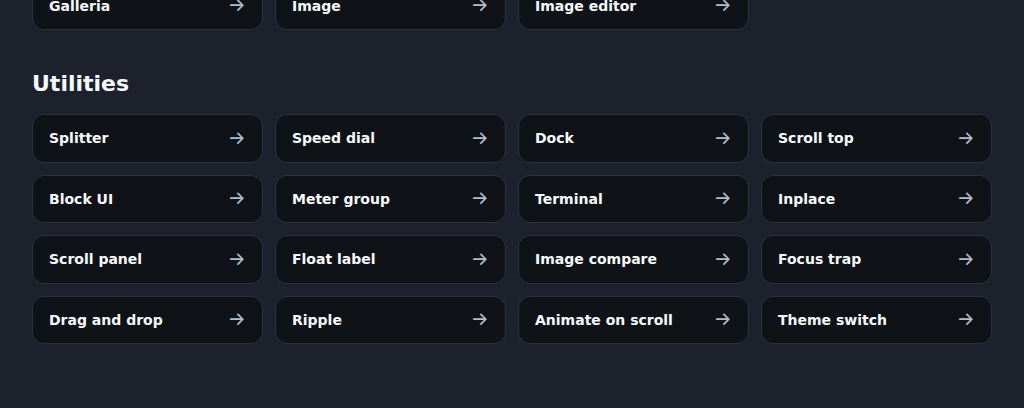 Galleria → Image → Image editor →
Utilities
Splitter → Speed dial → Dock → Scroll top →
Block UI → Meter group → Terminal → Inplace →
Scroll panel → Float label → Image compare → Focus trap →
Drag and drop → Ripple → Animate on scroll → Theme switch →